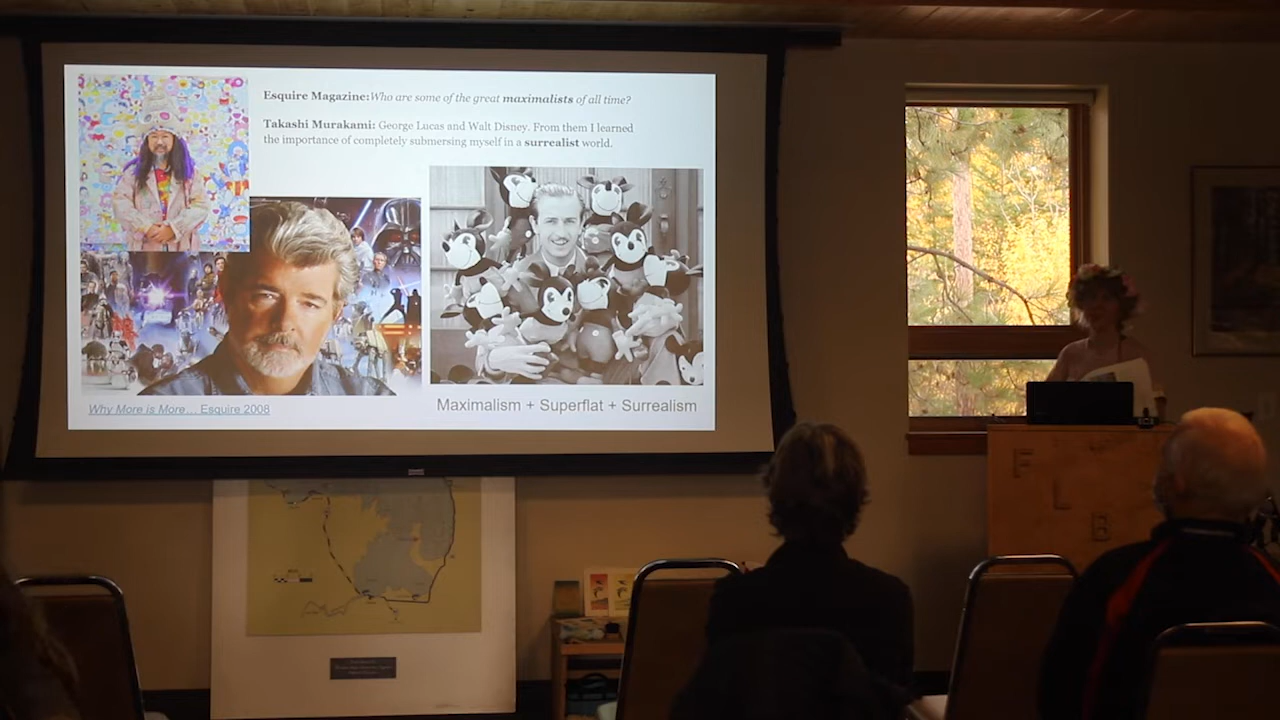 Esquire Magazine:Who are some of the great maximalists of all time?
Takashi Murakami: George Lucas and Walt Disney. From them I learned
the importance of completely submersing myself in a surrealist world.
Why More is More... Esquire 2008
Maximalism + Superflat + Surrealism
F
L
B